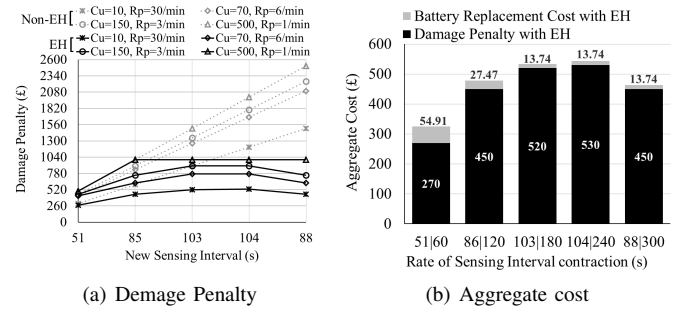 Non-EH Cu=10, Rp=30/min Cu=70, Rp=6/min
Cu=150, Rp=3/min Cu=500, Rp=1/min
EH Cu=10, Rp=30/min Cu=70, Rp=6/min
Cu=150, Rp=3/min Cu=500, Rp=1/min
Damage Penalty (£)
2600
2340
2080
1820
1560
1300
1040
780
520
260
0
51 85 103 104 88
New Sensing Interval (s)
(a) Demage Penalty
Battery Replacement Cost with EH
Damage Penalty with EH
Aggregate Cost (£)
600
500
400
300
200
100
0
54.91 27.47 13.74 13.74 13.74
270 450 520 530 450
51|60 86|120 103|180 104|240 88|300
Rate of Sensing Interval contraction (s)
(b) Aggregate cost